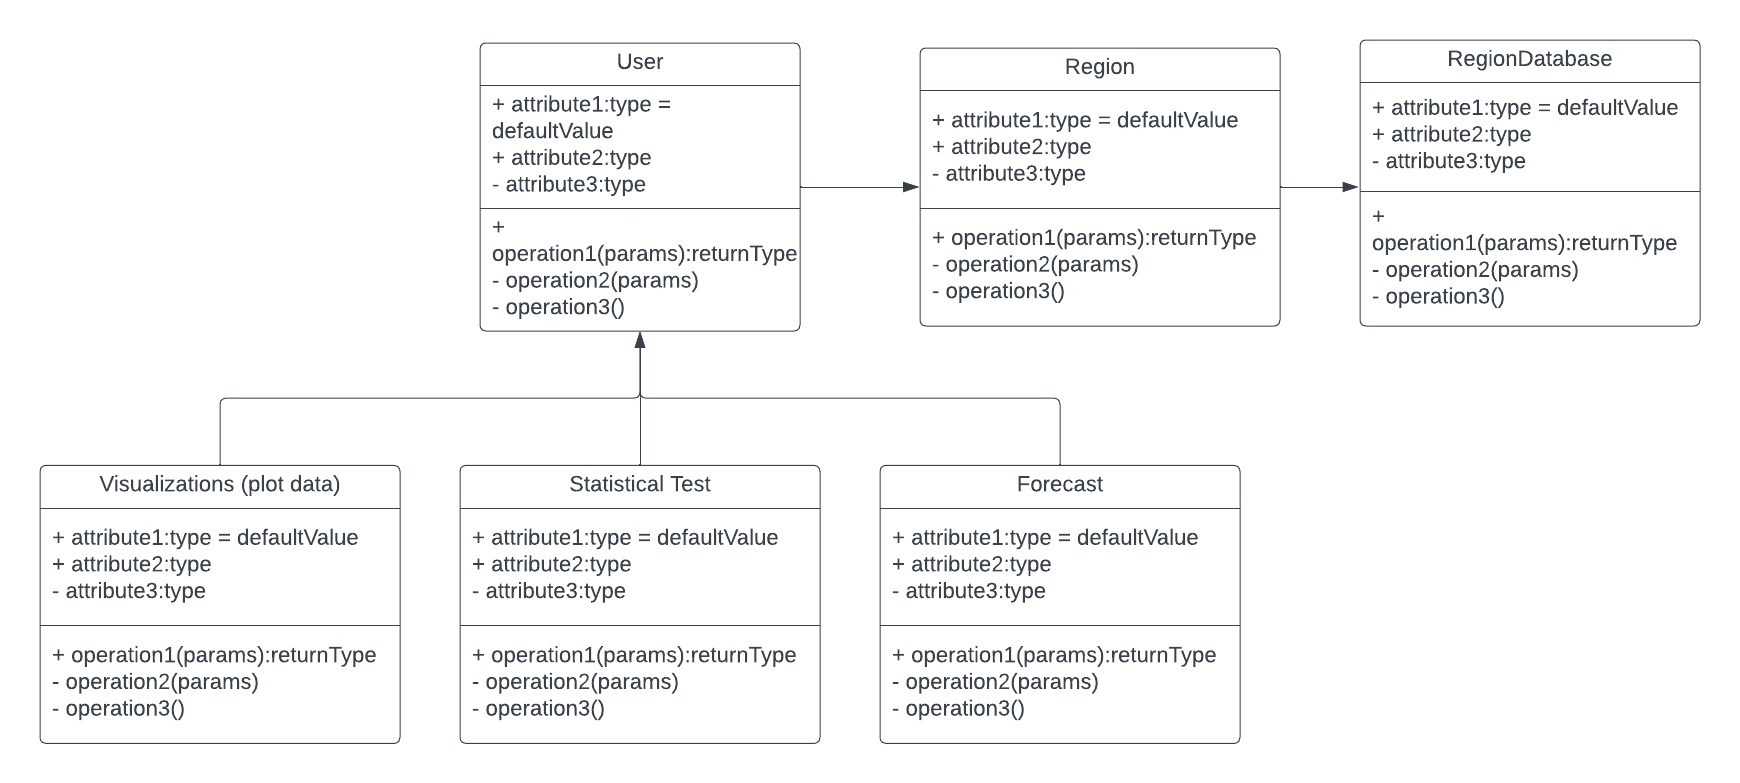 User
+ attribute1:type =
defaultValue
+ attribute2:type
- attribute3:type
+
operation1(params):returnType
- operation2(params)
- operation3()
Region
+ attribute1:type = defaultValue
+ attribute2:type
- attribute3:type
+ operation1(params):returnType
- operation2(params)
- operation3()
RegionDatabase
+ attribute1:type = defaultValue
+ attribute2:type
- attribute3:type
+
operation1(params):returnType
- operation2(params)
- operation3()
Visualizations (plot data)
+ attribute1:type = defaultValue
+ attribute2:type
- attribute3:type
+ operation1(params):returnType
- operation2(params)
- operation3()
Statistical Test
+ attribute1:type = defaultValue
+ attribute2:type
- attribute3:type
+ operation1(params):returnType
- operation2(params)
- operation3()
Forecast
+ attribute1:type = defaultValue
+ attribute2:type
- attribute3:type
+ operation1(params):returnType
- operation2(params)
- operation3()